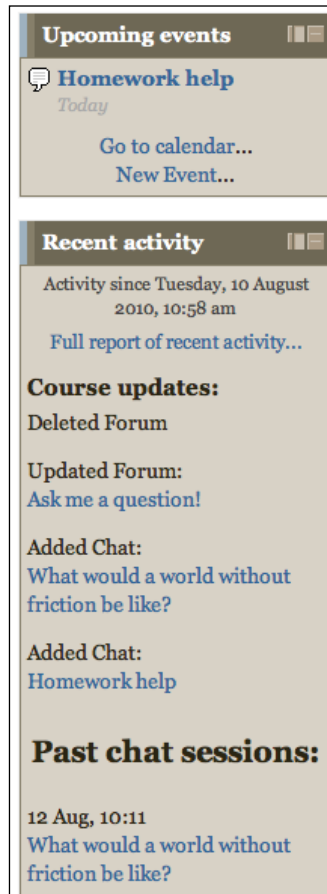 Upcoming events
Homework help
Today
Go to calendar...
New Event...
Recent activity
Activity since Tuesday, 10 August
2010, 10:58 am
Full report of recent activity...
Course updates:
Deleted Forum
Updated Forum:
Ask me a question!
Added Chat:
What would a world without
friction be like?
Added Chat:
Homework help
Past chat sessions:
12 Aug, 10:11
What would a world without
friction be like?